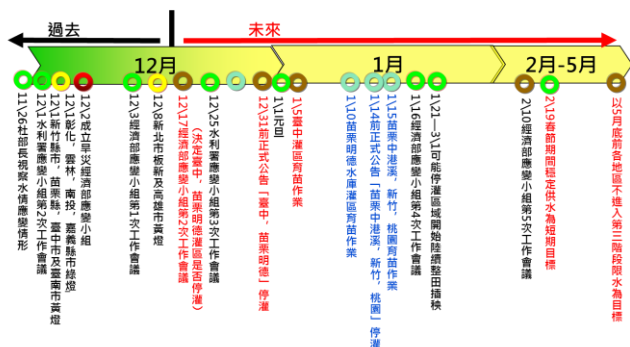 過去
未來
12月
1月
2月-5月
11\26杜部長視察水情應變情形
12\1水利署應變小組第2次工作會議
12\1新竹縣市，苗栗縣，臺中市及臺南市黃燈
12\1彰化，雲林，南投，嘉義縣市綠燈
12\2成立旱災經濟部應變小組
12\3經濟部應變小組第1次工作會議
12\8新北市板新及高雄市黃燈
12\17經濟部應變小組第2次工作會議
（決定臺中，苗栗明德灌區是否停灌）
12\25水利署應變小組第3次工作會議
12\31前正式公告「臺中，苗栗明德」停灌
1\1元旦
1\5臺中灌區育苗作業
1\10苗栗明德水庫灌區育苗作業
1\14前正式公告「苗栗中港溪，新竹，桃園」停灌
1\15苗栗中港溪，新竹，桃園育苗作業
1\16經濟部應變小組第4次工作會議
1\21—3\1可能停灌區域開始陸續整田插秧
2\10經濟部應變小組第5次工作會議
2\19春節期間穩定供水為短期目標
以5月底前各地區不進入第三階段限水為目標